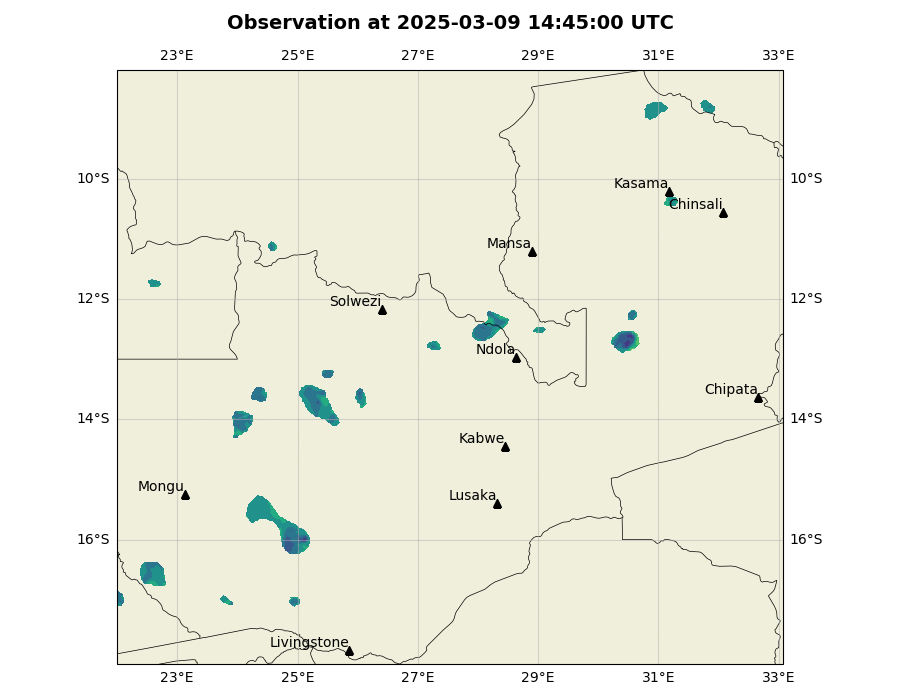 Observation at 2025-03-09 14:45:00 UTC
23°E 25°E 27°E 29°E 31°E 33°E
10°S 10°S
Kasama
Chinsali
Mansa
12°S 12°S
Solwezi
Ndola
Chipata
14°S 14°S
Kabwe
Mongu
Lusaka
16°S 16°S
Livingstone
23°E 25°E 27°E 29°E 31°E 33°E